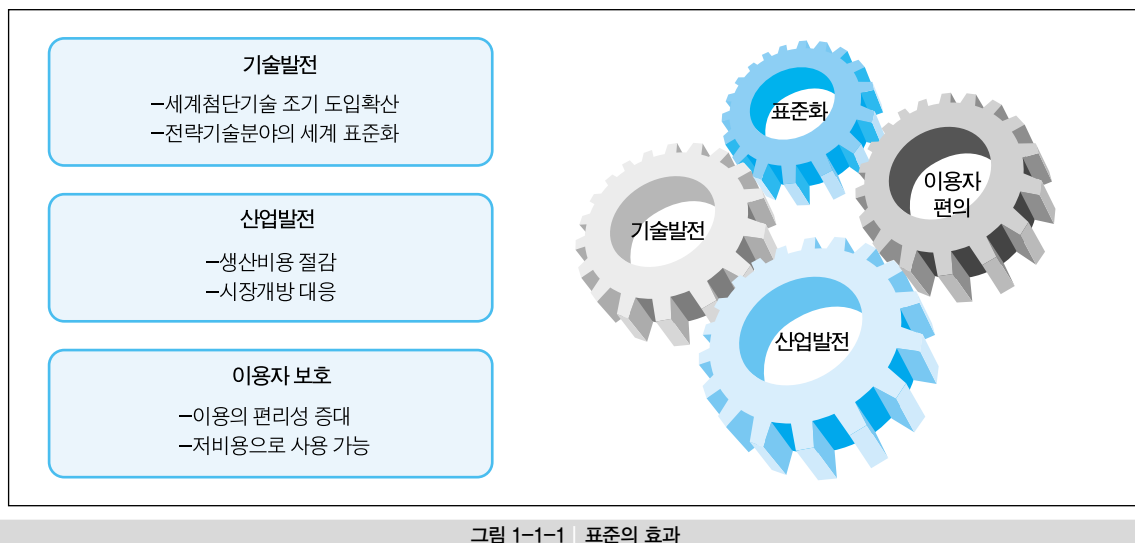 기술발전
–세계첨단기술 조기 도입확산
–전략기술분야의 세계 표준화
산업발전
–생산비용 절감
–시장개방 대응
이용자 보호
–이용의 편리성 증대
–저비용으로 사용 가능
표준화
이용자
편의
기술발전
산업발전
그림 1-1-1 | 표준의 효과